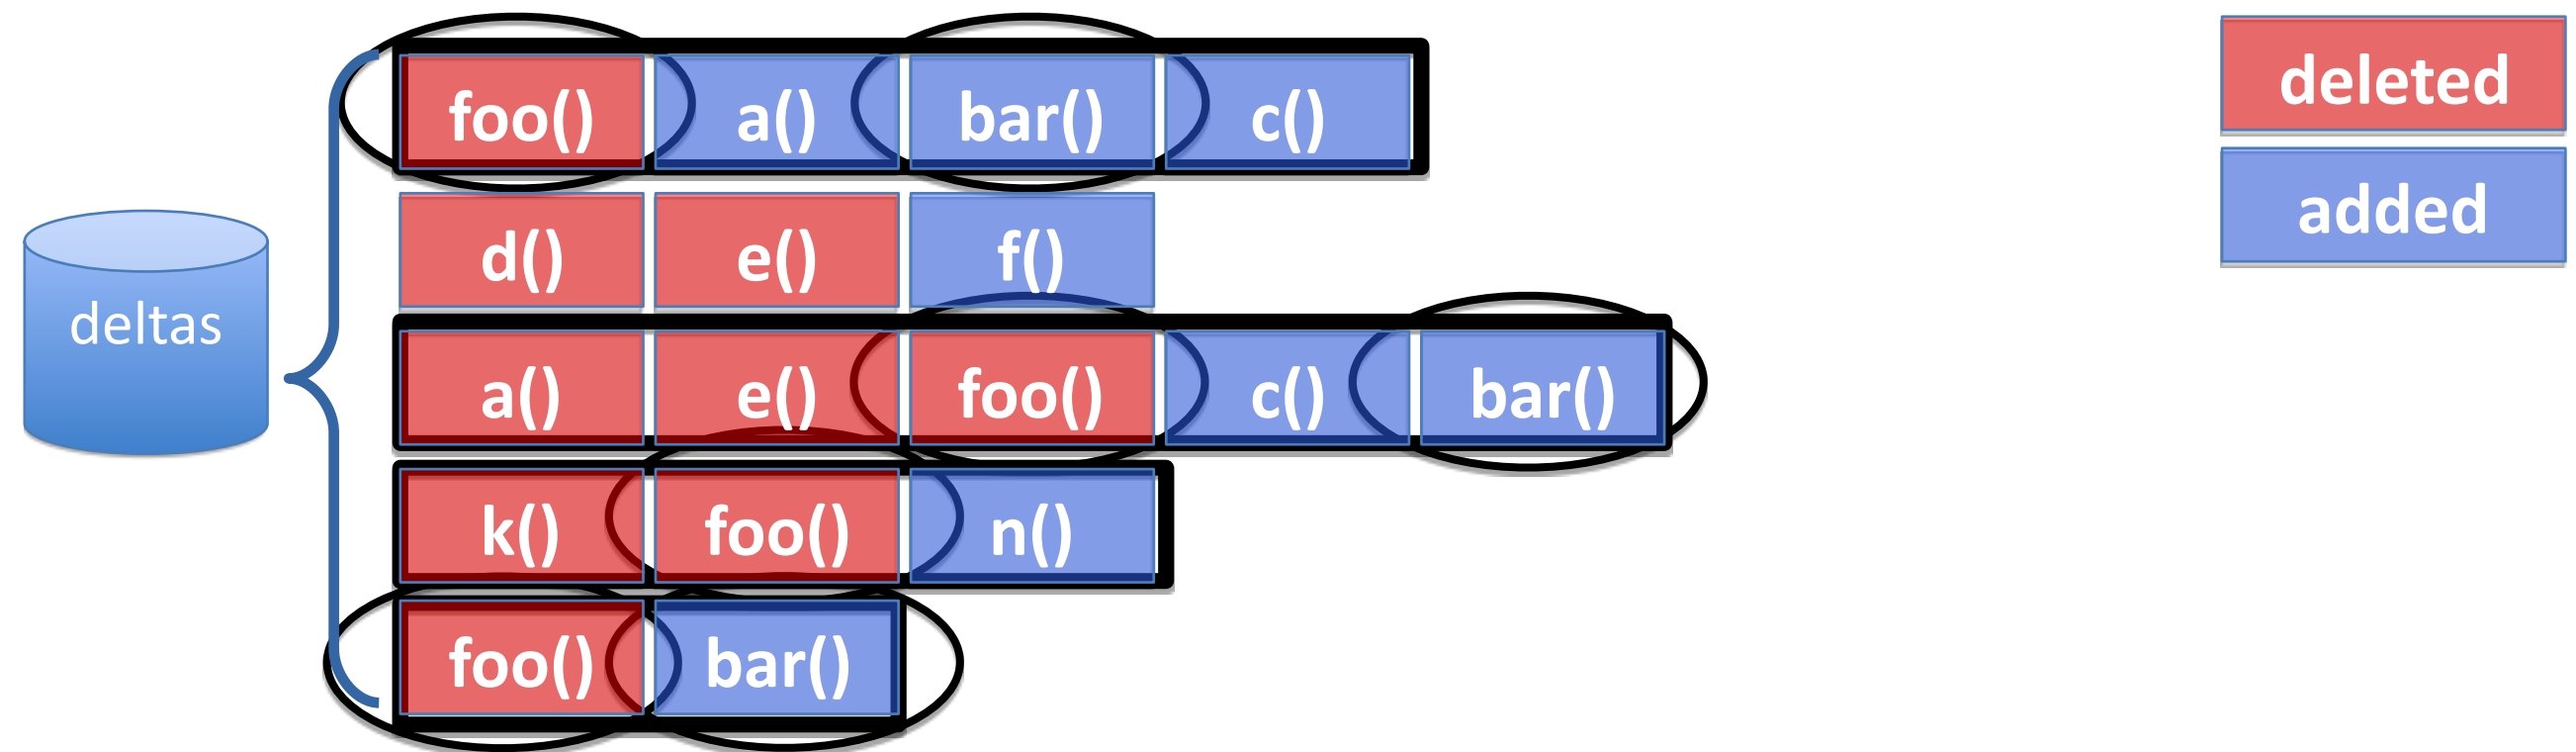 foo() a() bar() c()
d() e() f()
a() e() foo() c() bar()
k() foo() n()
foo() bar()
deltas
deleted
added